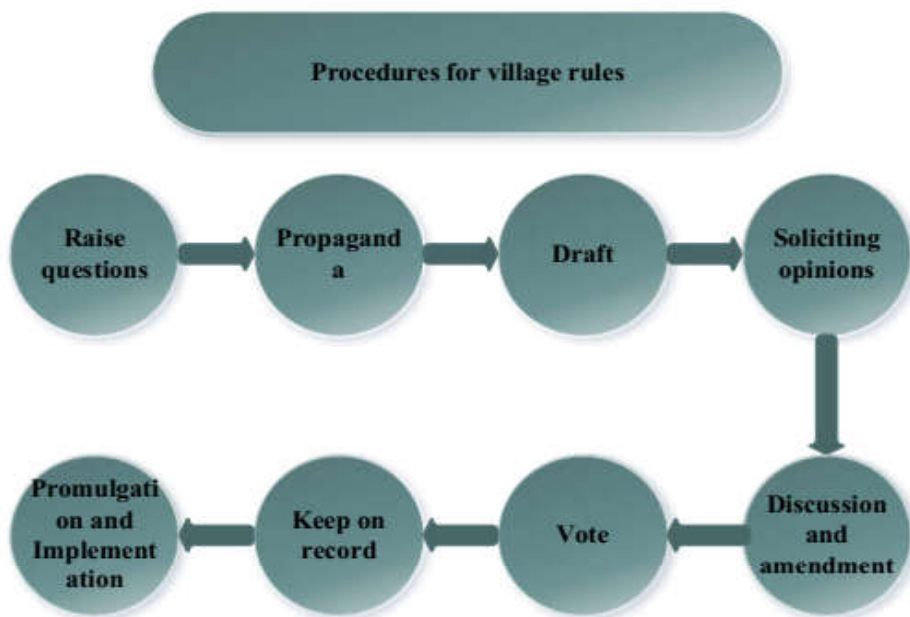 Procedures for village rules
Raise
questions
Propagand
a
Draft
Soliciting
opinions
Discussion
and
amendment
Vote
Keep on
record
Promulgati
on and
Implement
ation